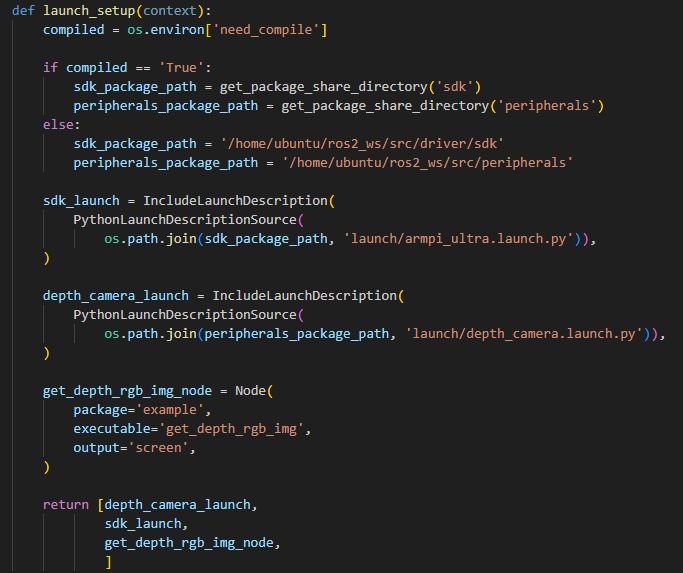 def launch_setup(context):
    compiled = os.environ['need_compile']

    if compiled == 'True':
        sdk_package_path = get_package_share_directory('sdk')
        peripherals_package_path = get_package_share_directory('peripherals')
    else:
        sdk_package_path = '/home/ubuntu/ros2_ws/src/driver/sdk'
        peripherals_package_path = '/home/ubuntu/ros2_ws/src/peripherals'

    sdk_launch = IncludeLaunchDescription(
        PythonLaunchDescriptionSource(
            os.path.join(sdk_package_path, 'launch/armpi_ultra.launch.py')),
    )

    depth_camera_launch = IncludeLaunchDescription(
        PythonLaunchDescriptionSource(
            os.path.join(peripherals_package_path, 'launch/depth_camera.launch.py')),
    )

    get_depth_rgb_img_node = Node(
        package='example',
        executable='get_depth_rgb_img',
        output='screen',
    )

    return [depth_camera_launch,
            sdk_launch,
            get_depth_rgb_img_node,
            ]